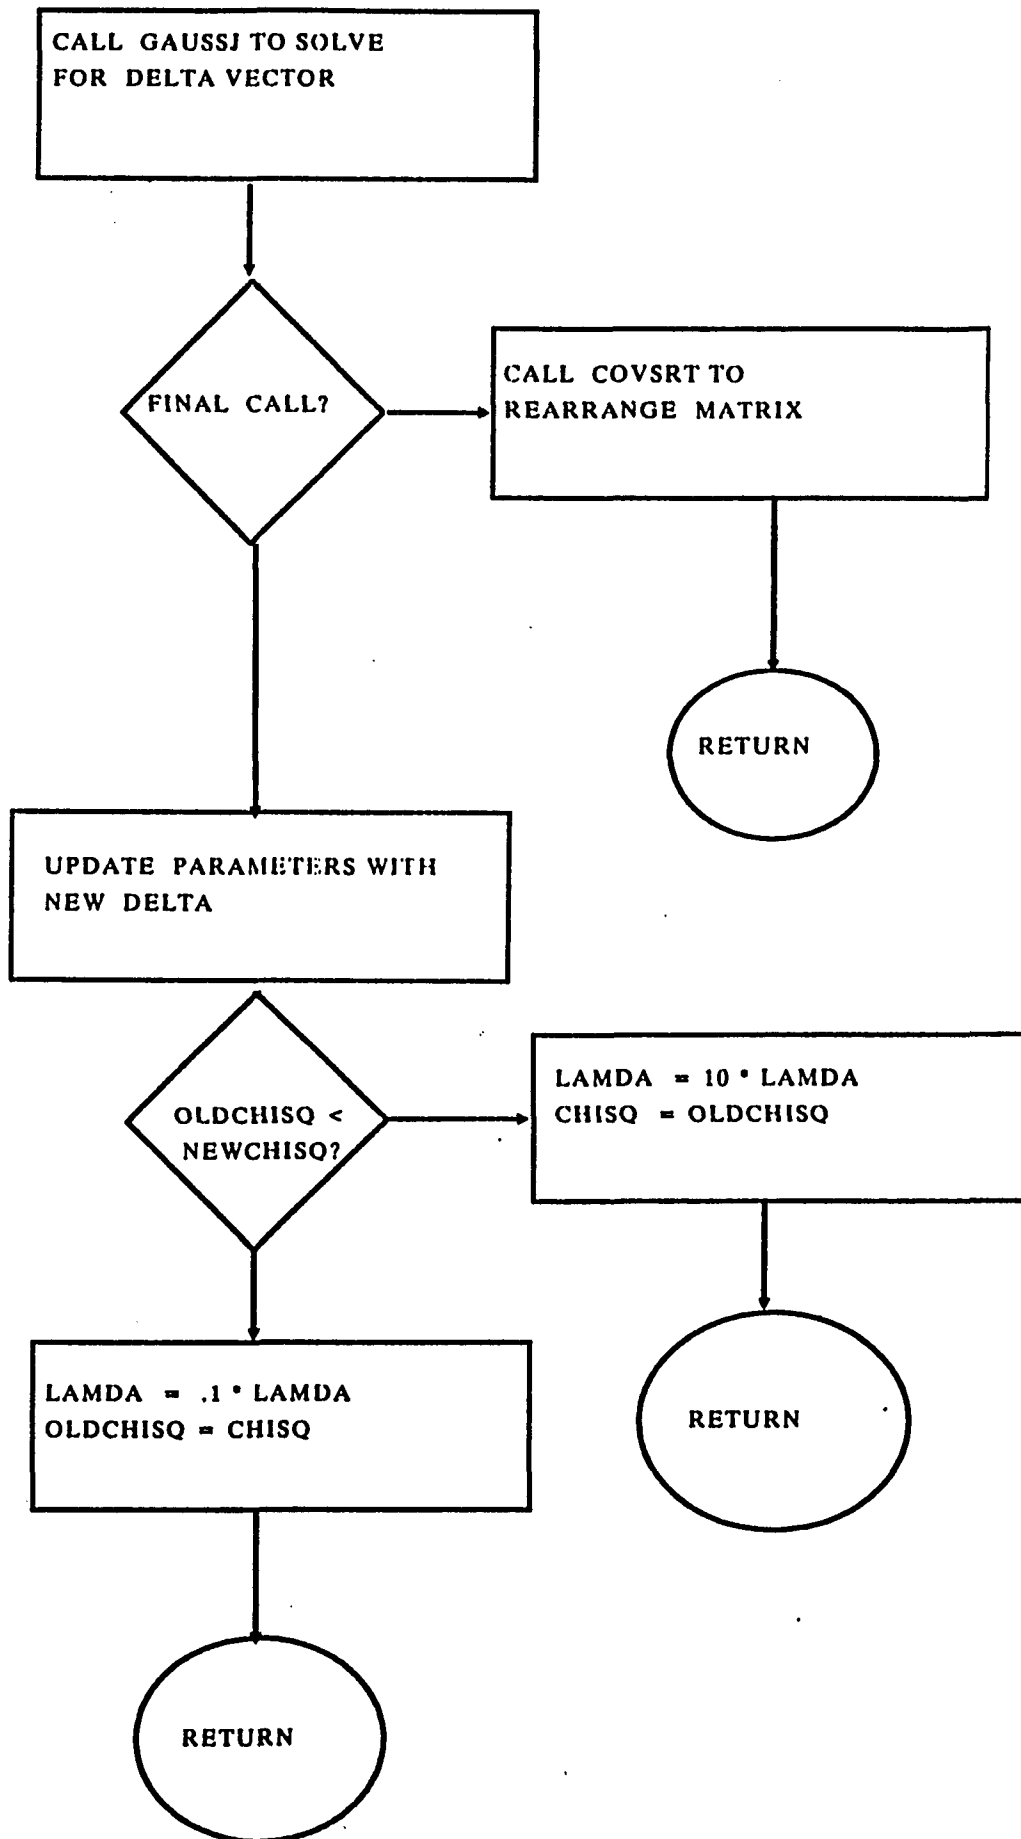 CALL GAUSSJ TO SOLVE
FOR DELTA VECTOR
FINAL CALL?
CALL COVSRT TO
REARRANGE MATRIX
RETURN
UPDATE PARAMETERS WITH
NEW DELTA
OLDCHISQ <
NEWCHISQ?
LAMDA = 10 * LAMDA
CHISQ = OLDCHISQ
LAMDA = .1 * LAMDA
OLDCHISQ = CHISQ
RETURN
RETURN